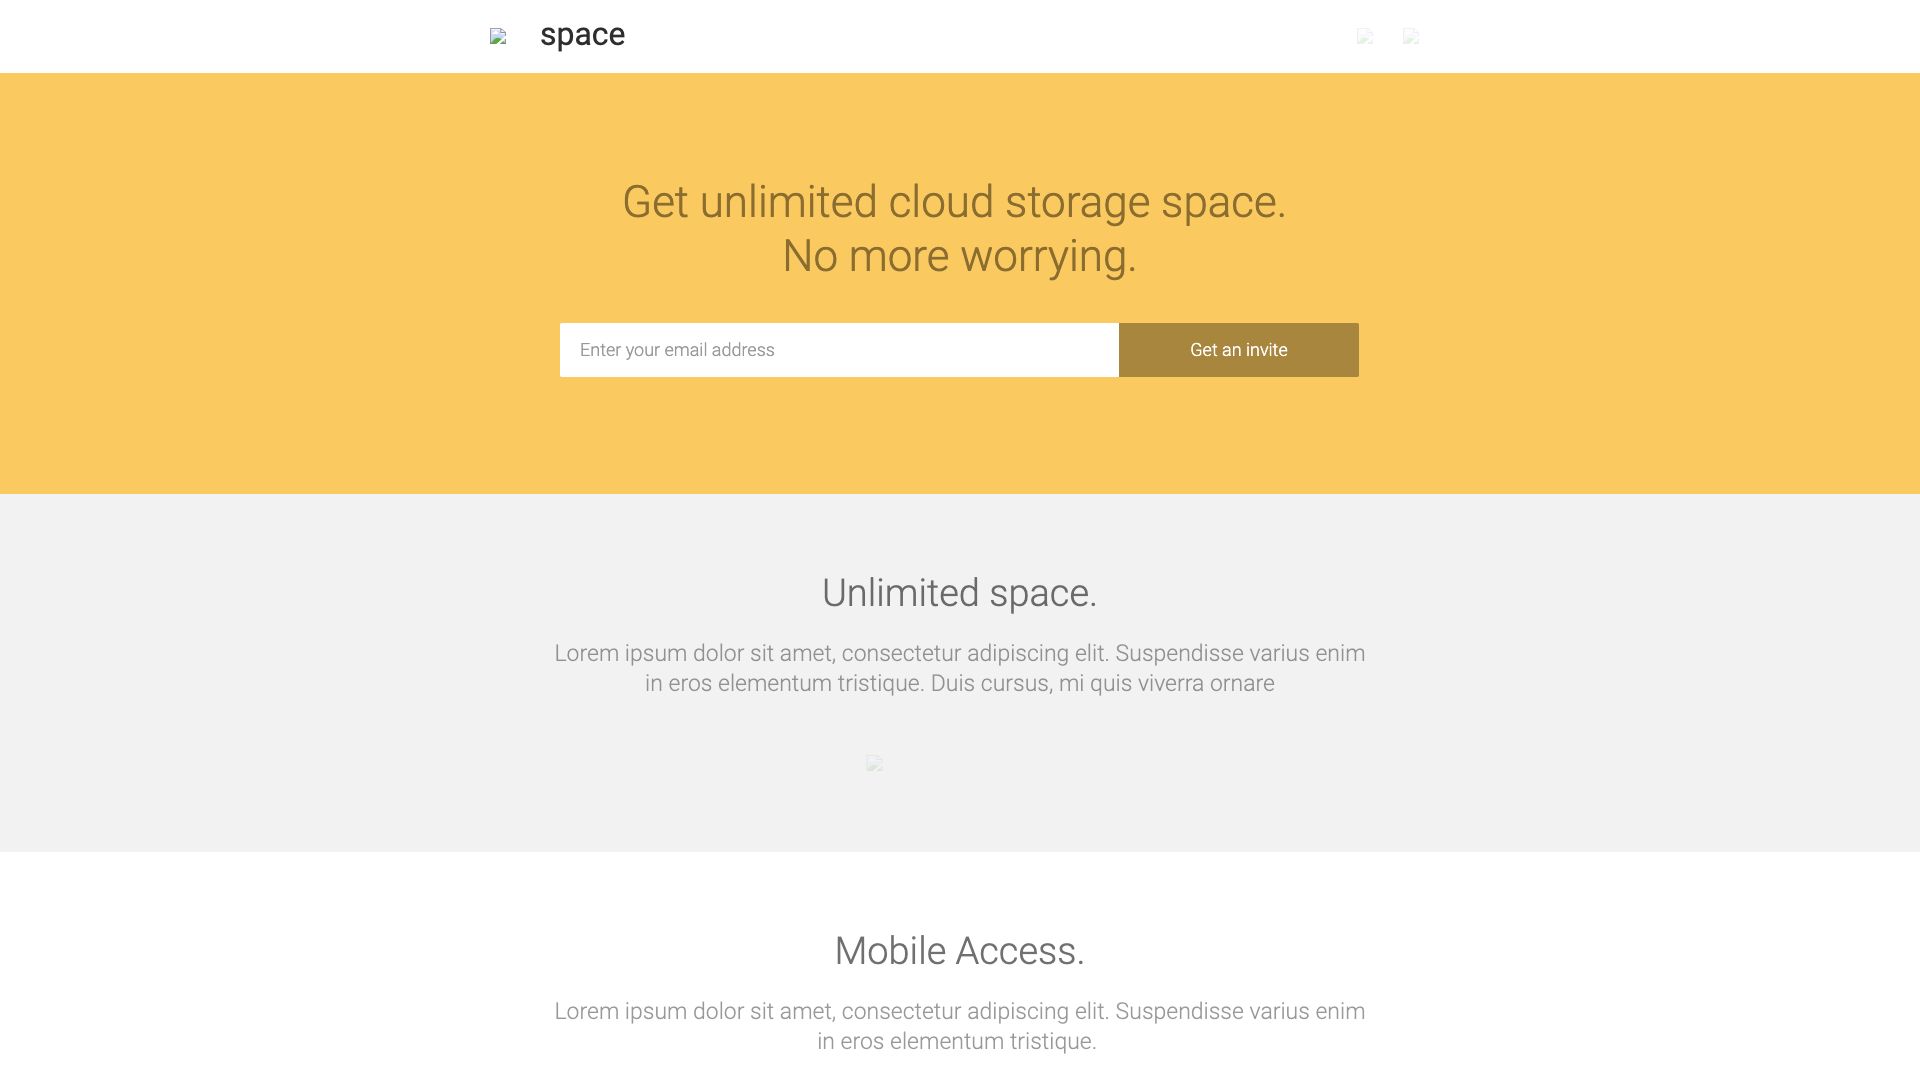 space
Get unlimited cloud storage space.
No more worrying.
Enter your email address
Get an invite
Unlimited space.
Lorem ipsum dolor sit amet, consectetur adipiscing elit. Suspendisse varius enim
in eros elementum tristique. Duis cursus, mi quis viverra ornare
Mobile Access.
Lorem ipsum dolor sit amet, consectetur adipiscing elit. Suspendisse varius enim
in eros elementum tristique.